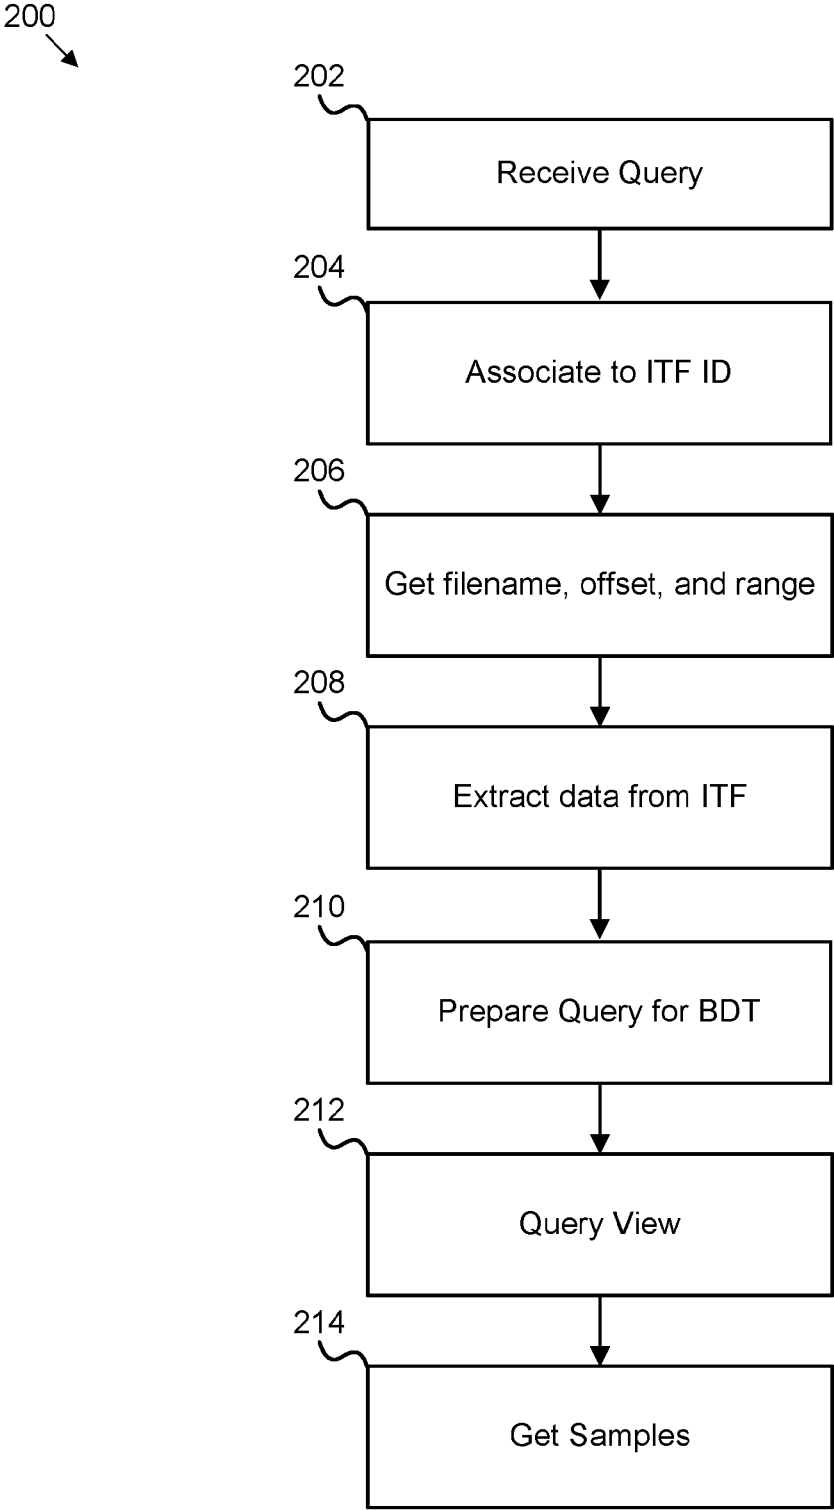 200
202
Receive Query
204
Associate to ITF ID
206
Get filename, offset, and range
208
Extract data from ITF
210
Prepare Query for BDT
212
Query View
214
Get Samples